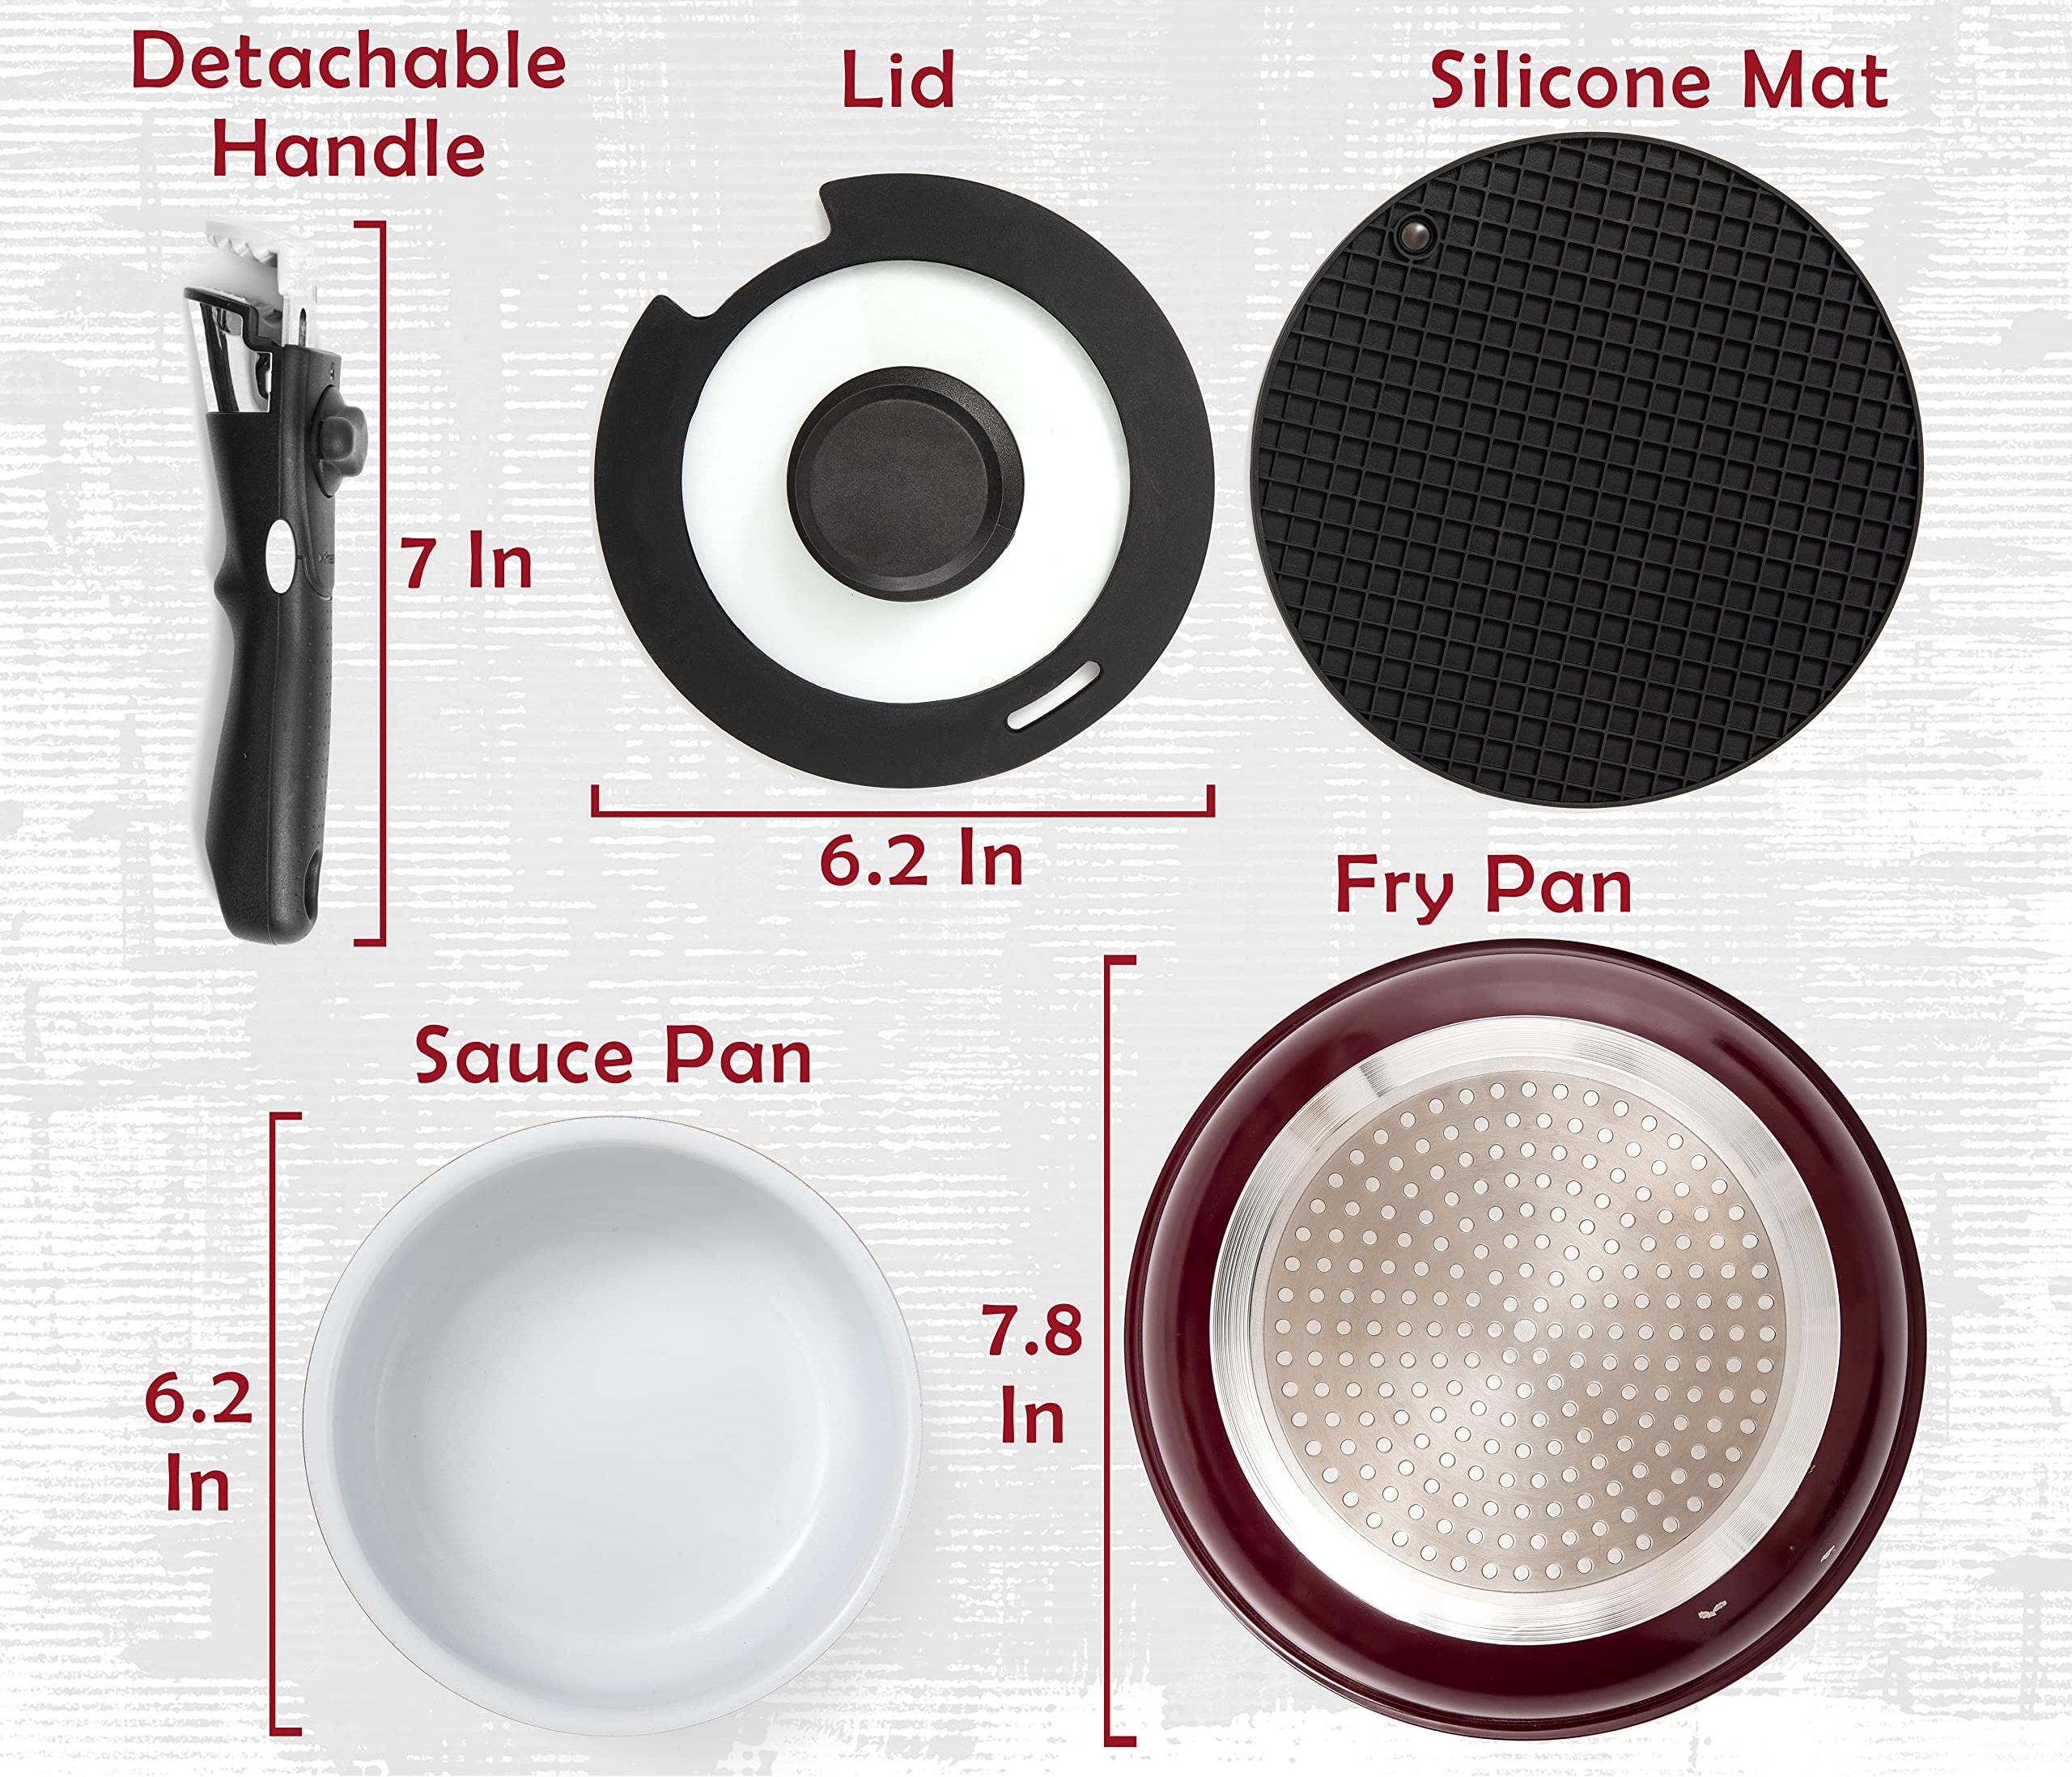 Detachable
Handle
Lid
Silicone Mat
7 In
6.2 In
Fry Pan
Sauce Pan
7.8
In
6.2
In